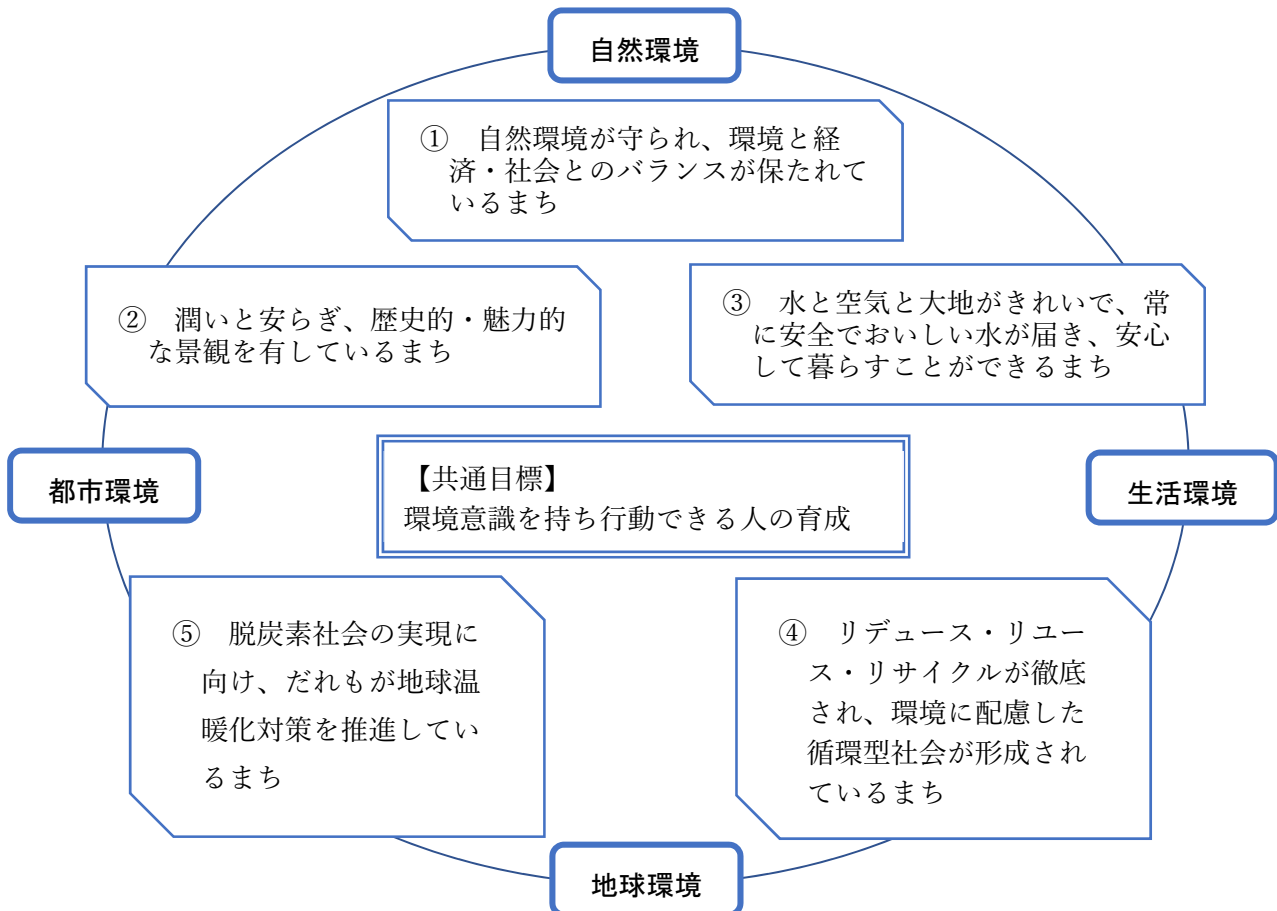 自然環境
① 自然環境が守られ、環境と経
済・社会とのバランスが保たれて
いるまち
② 潤いと安らぎ、歴史的・魅力的
な景観を有しているまち
③ 水と空気と大地がきれいで、常
に安全でおいしい水が届き、安心
して暮らすことができるまち
都市環境
【共通目標】
環境意識を持ち行動できる人の育成
生活環境
⑤ 脱炭素社会の実現に
向け、だれもが地球温
暖化対策を推進してい
るまち
④ リデュース・リユー
ス・リサイクルが徹底
され、環境に配慮した
循環型社会が形成され
ているまち
地球環境